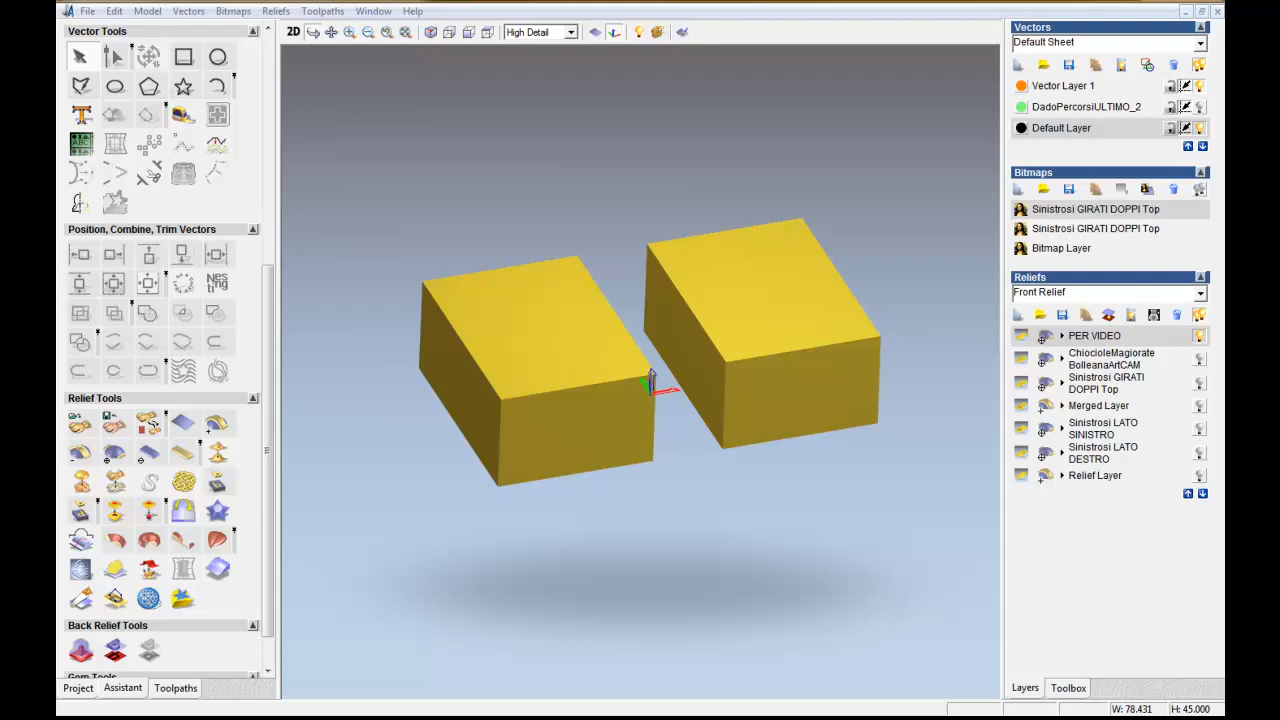 File Edit Model Vectors Bitmaps Reliefs Toolpaths Window Help
Vector Tools
2D
High Detail
Position, Combine, Trim Vectors
Nes
ting
Relief Tools
Back Relief Tools
Project Assistant Toolpaths
Vectors
Default Sheet
Vector Layer 1
DadoPercorsiULTIMO_2
Default Layer
Bitmaps
Sinistrosi GIRATI DOPPI Top
Sinistrosi GIRATI DOPPI Top
Bitmap Layer
Reliefs
Front Relief
PER VIDEO
ChiocioleMagiorate
BolleanaArtCAM
Sinistrosi GIRATI
DOPPI Top
Merged Layer
Sinistrosi LATO
SINISTRO
Sinistrosi LATO
DESTRO
Relief Layer
Layers Toolbox
W: 78.431 H: 45.000